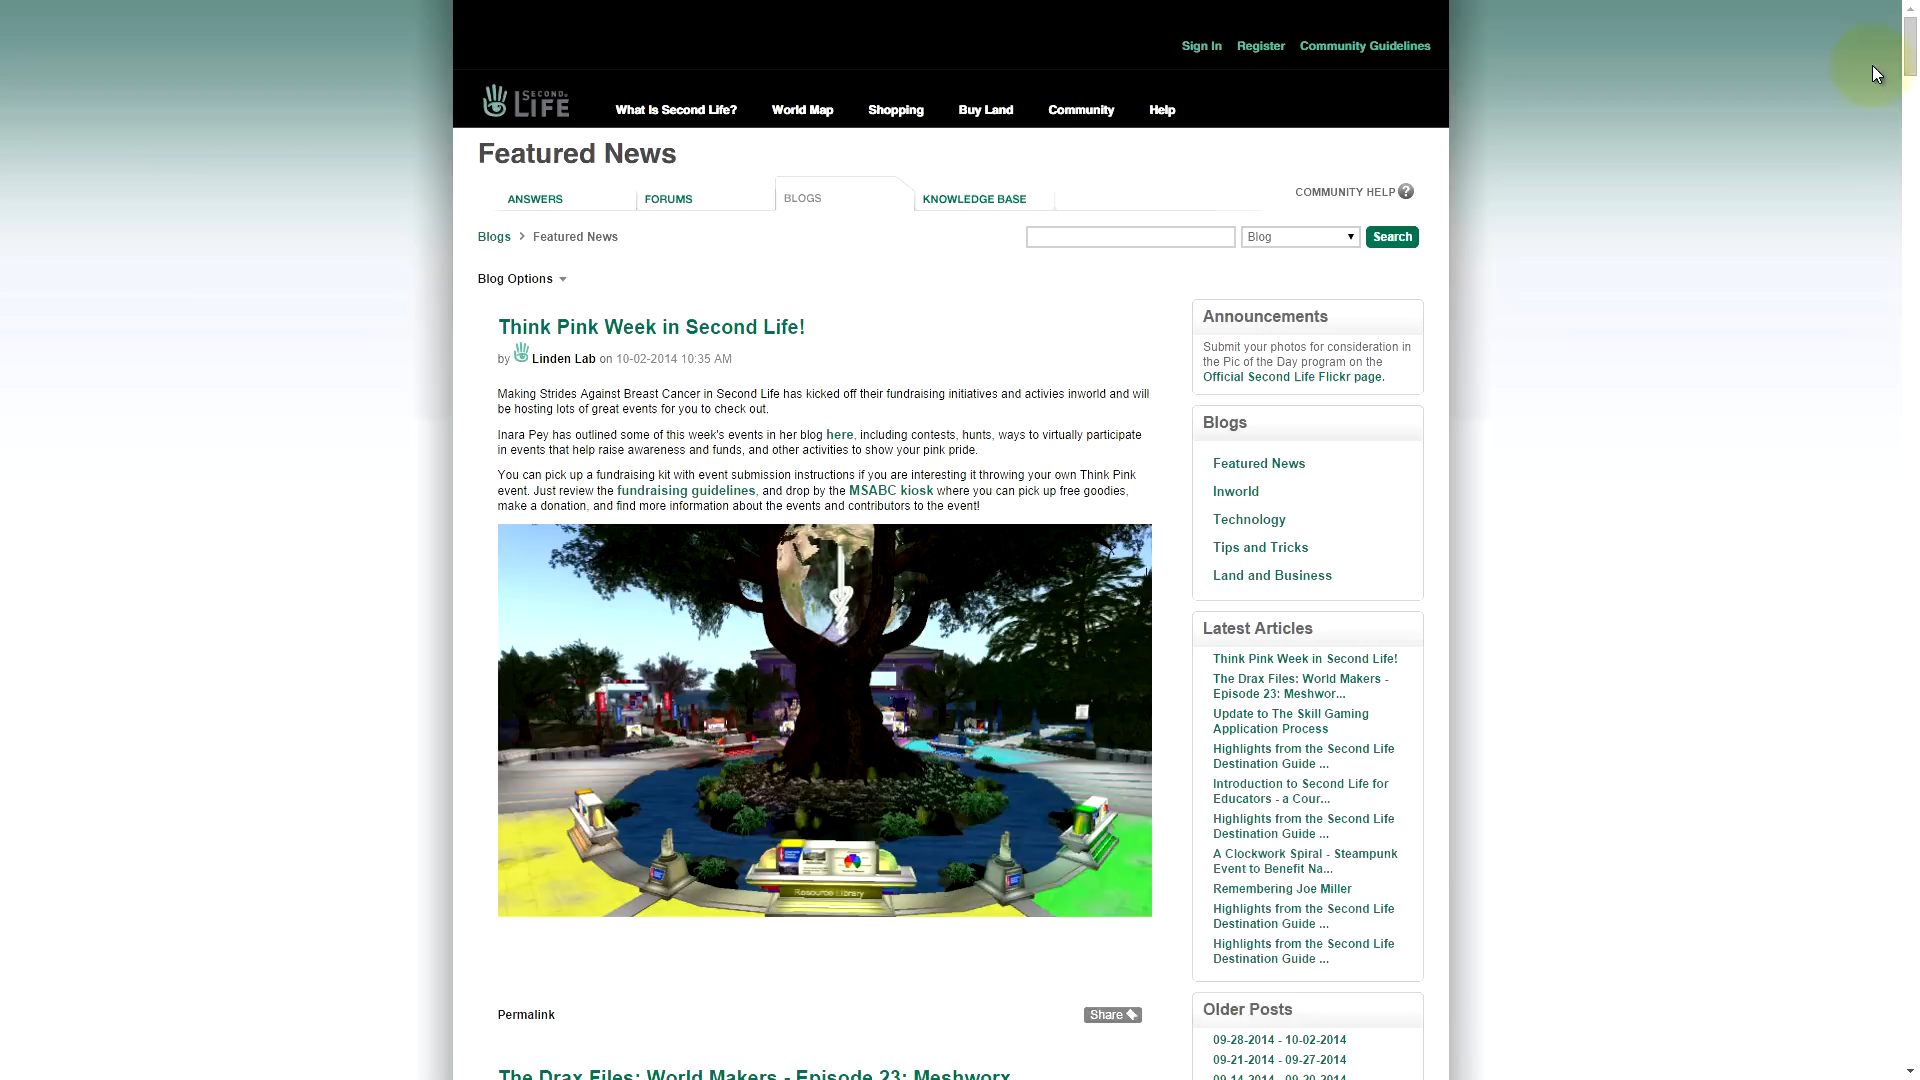 Sign In Register Community Guidelines
SECOND LIFE
What Is Second Life? World Map Shopping Buy Land Community Help
Featured News
ANSWERS FORUMS BLOGS KNOWLEDGE BASE COMMUNITY HELP ?
Blogs > Featured News
Blog Search
Blog Options
Think Pink Week in Second Life!
by Linden Lab on 10-02-2014 10:35 AM
Making Strides Against Breast Cancer in Second Life has kicked off their fundraising initiatives and activies inworld and will
be hosting lots of great events for you to check out.
Inara Pey has outlined some of this week's events in her blog here, including contests, hunts, ways to virtually participate
in events that help raise awareness and funds, and other activities to show your pink pride.
You can pick up a fundraising kit with event submission instructions if you are interesting it throwing your own Think Pink
event. Just review the fundraising guidelines, and drop by the MSABC kiosk where you can pick up free goodies,
make a donation, and find more information about the events and contributors to the event!
Resource Library
Permalink
Share
The Drax Files: World Makers - Episode 23: Meshworx
Announcements
Submit your photos for consideration in
the Pic of the Day program on the
Official Second Life Flickr page.
Blogs
Featured News
Inworld
Technology
Tips and Tricks
Land and Business
Latest Articles
Think Pink Week in Second Life!
The Drax Files: World Makers -
Episode 23: Meshwor...
Update to The Skill Gaming
Application Process
Highlights from the Second Life
Destination Guide ...
Introduction to Second Life for
Educators - a Cour...
Highlights from the Second Life
Destination Guide ...
A Clockwork Spiral - Steampunk
Event to Benefit Na...
Remembering Joe Miller
Highlights from the Second Life
Destination Guide ...
Highlights from the Second Life
Destination Guide ...
Older Posts
09-28-2014 - 10-02-2014
09-21-2014 - 09-27-2014
09-14-2014 - 09-20-2014